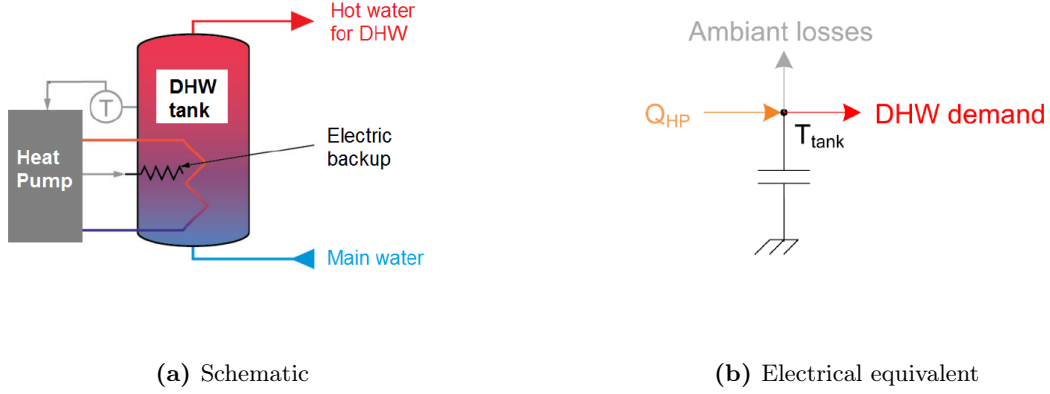 Hot water
for DHW
DHW
tank
T
Heat
Pump
Electric
backup
Main water
(a) Schematic
Ambiant losses
Q_HP
DHW demand
T_tank
(b) Electrical equivalent